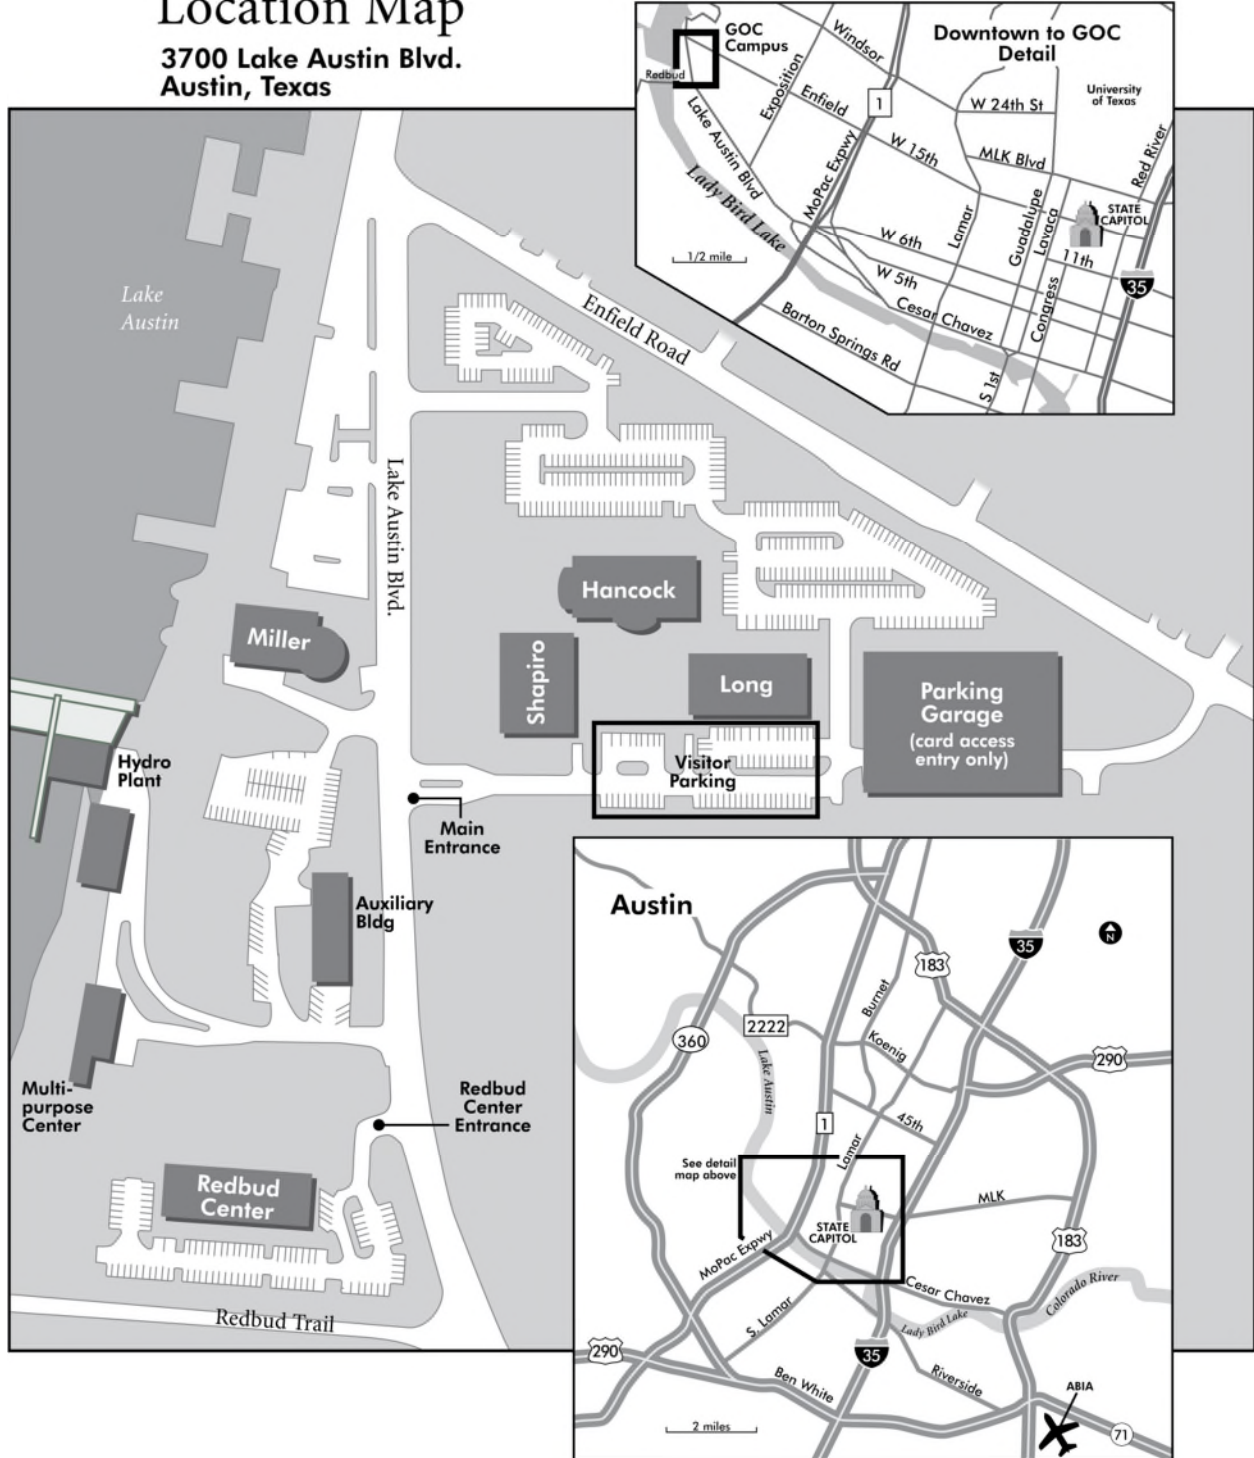 Location Map
3700 Lake Austin Blvd.
Austin, Texas
GOC
Campus
Redbud
Windsor
Downtown to GOC
Detail
Exposition
Enfield
1
W 24th St
University
of Texas
Lake Austin Blvd
MoPac Expwy
W 15th
MLK Blvd
Red River
Lady Bird Lake
Lamar
Guadalupe
Lavaca
STATE
CAPITOL
W 6th
11th
1/2 mile
W 5th
35
Cesar Chavez
Congress
Barton Springs Rd
S 1st
Lake
Austin
Enfield Road
Lake Austin Blvd.
Hancock
Miller
Shapiro
Long
Parking
Garage
(card access
entry only)
Visitor
Parking
Hydro
Plant
Main
Entrance
Auxiliary
Bldg
Multi-
purpose
Center
Redbud
Center
Entrance
Redbud
Center
Redbud Trail
Austin
35
N
183
Burnet
2222
360
Koenig
290
Lake Austin
1
45th
Lamar
See detail
map above
MLK
STATE
CAPITOL
183
MoPac Expwy
Cesar Chavez
Colorado River
S. Lamar
Lady Bird Lake
290
35
Ben White
Riverside
ABIA
2 miles
71